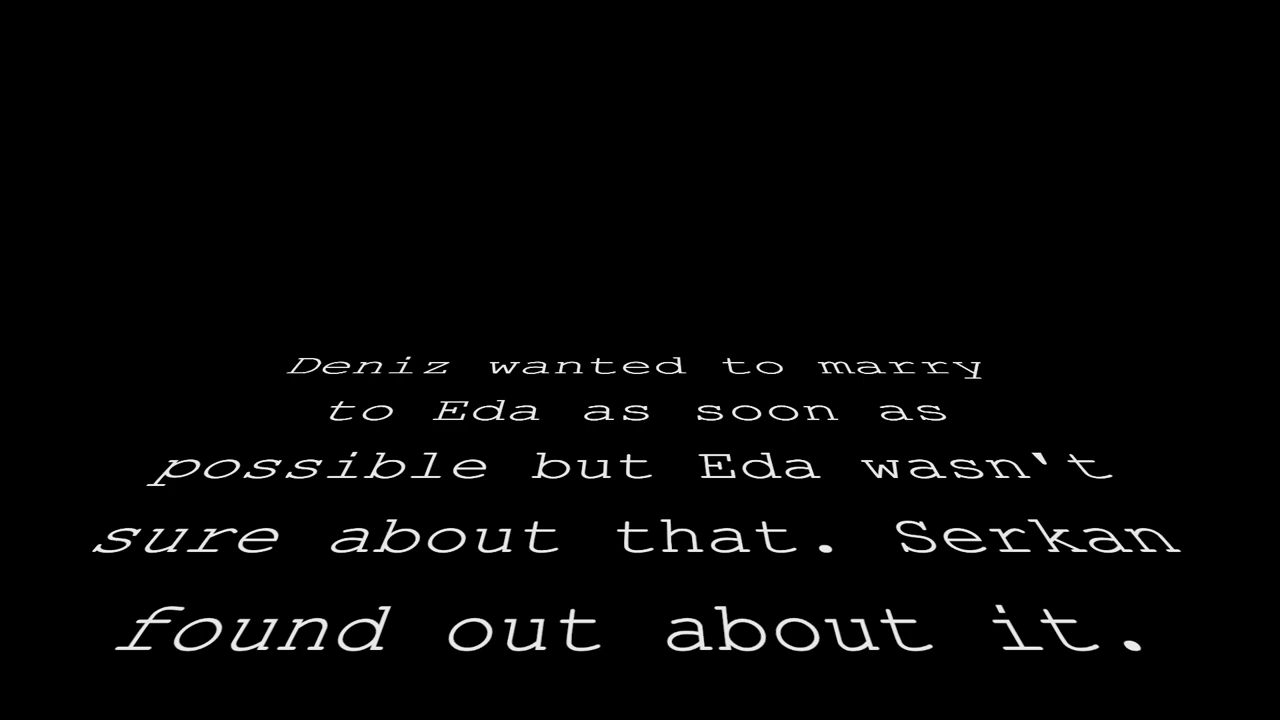 Deniz wanted to marry
to Eda as soon as
possible but Eda wasn't
sure about that. Serkan
found out about it.